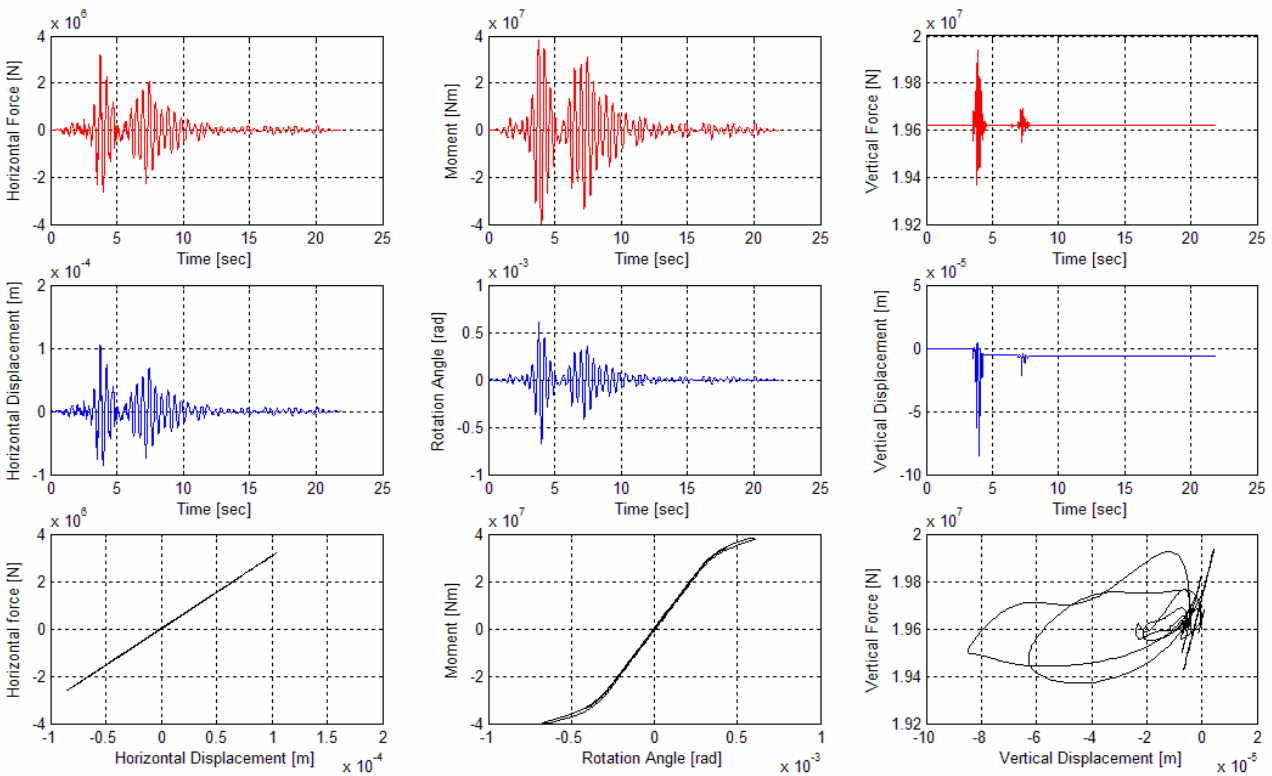 x 10^6
4
2
0
-2
-4
0 5 10 15 20 25
Time [sec]
Horizontal Force [N]
x 10^7
4
2
0
-2
-4
0 5 10 15 20 25
Time [sec]
Moment [Nm]
x 10^7
2
1.98
1.96
1.94
1.92
0 5 10 15 20 25
Time [sec]
Vertical Force [N]
x 10^-4
2
1
0
-1
0 5 10 15 20 25
Time [sec]
Horizontal Displacement [m]
x 10^-3
1
0.5
0
-0.5
-1
0 5 10 15 20 25
Time [sec]
Rotation Angle [rad]
x 10^-5
5
0
-5
-10
0 5 10 15 20 25
Time [sec]
Vertical Displacement [m]
x 10^6
4
2
0
-2
-4
-1 -0.5 0 0.5 1 1.5 2
Horizontal Displacement [m]
x 10^-4
Horizontal force [N]
x 10^7
4
2
0
-2
-4
-1 -0.5 0 0.5 1
Rotation Angle [rad]
x 10^-3
Moment [Nm]
x 10^7
2
1.98
1.96
1.94
1.92
-10 -8 -6 -4 -2 0 2
Vertical Displacement [m]
x 10^-5
Vertical Force [N]